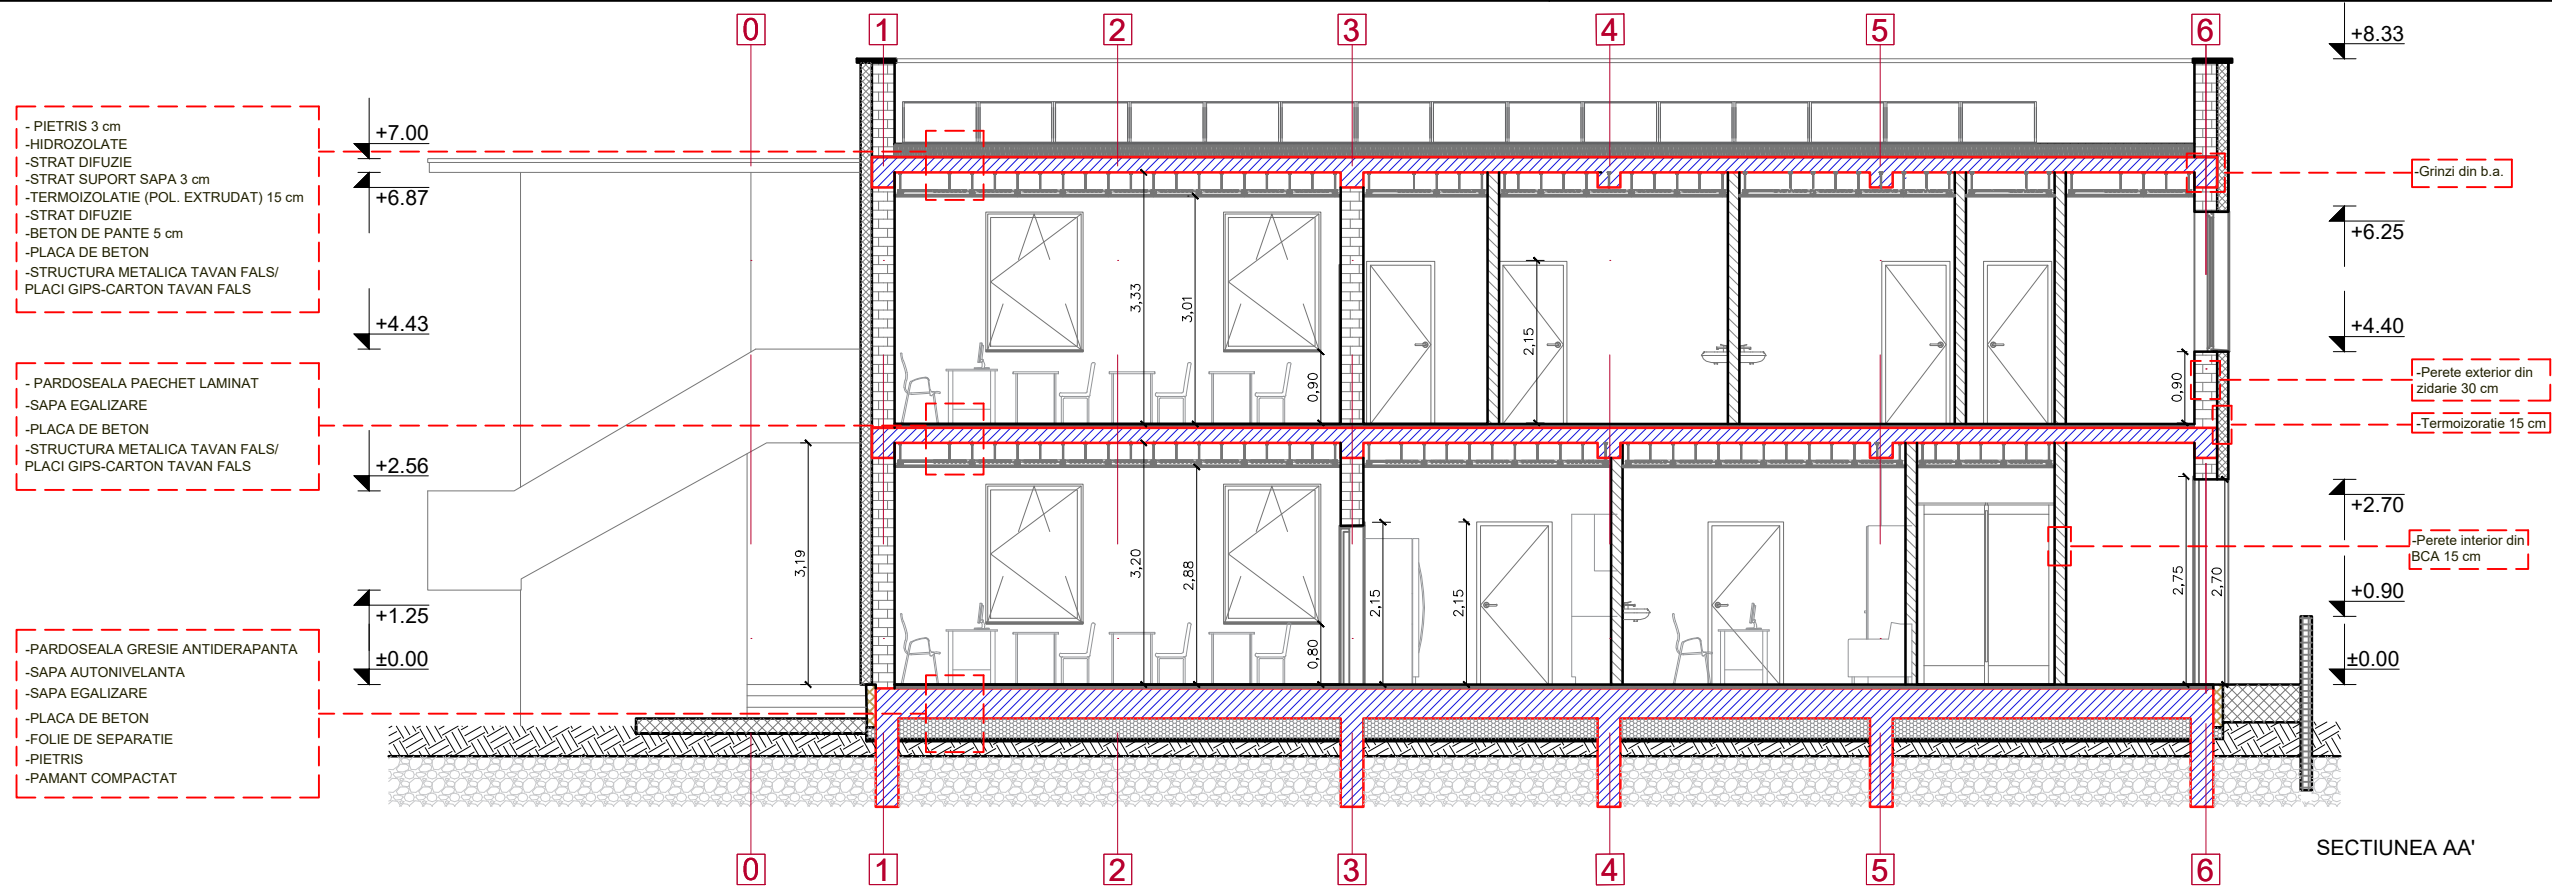 0
1
2
3
4
5
6
+8.33
- PIETRIS 3 cm
-HIDROZOLATE
-STRAT DIFUZIE
-STRAT SUPORT SAPA 3 cm
-TERMOIZOLATIE (POL. EXTRUDAT) 15 cm
-STRAT DIFUZIE
-BETON DE PANTE 5 cm
-PLACA DE BETON
-STRUCTURA METALICA TAVAN FALS/
PLACI GIPS-CARTON TAVAN FALS
+7.00
+6.87
+4.43
-Grinzi din b.a.
+6.25
+4.40
3,33
3,01
0,90
2,15
0,90
- PARDOSEALA PAECHET LAMINAT
-SAPA EGALIZARE
-PLACA DE BETON
-STRUCTURA METALICA TAVAN FALS/
PLACI GIPS-CARTON TAVAN FALS
+2.56
-Perete exterior din
zidarie 30 cm
-Termoizoratie 15 cm
+2.70
-Perete interior din
BCA 15 cm
3,19
3,20
2,88
0,80
2,15
2,15
2,75
2,70
+1.25
±0.00
+0.90
±0.00
-PARDOSEALA GRESIE ANTIDERAPANTA
-SAPA AUTONIVELANTA
-SAPA EGALIZARE
-PLACA DE BETON
-FOLIE DE SEPARATIE
-PIETRIS
-PAMANT COMPACTAT
0
1
2
3
4
5
6
SECTIUNEA AA'